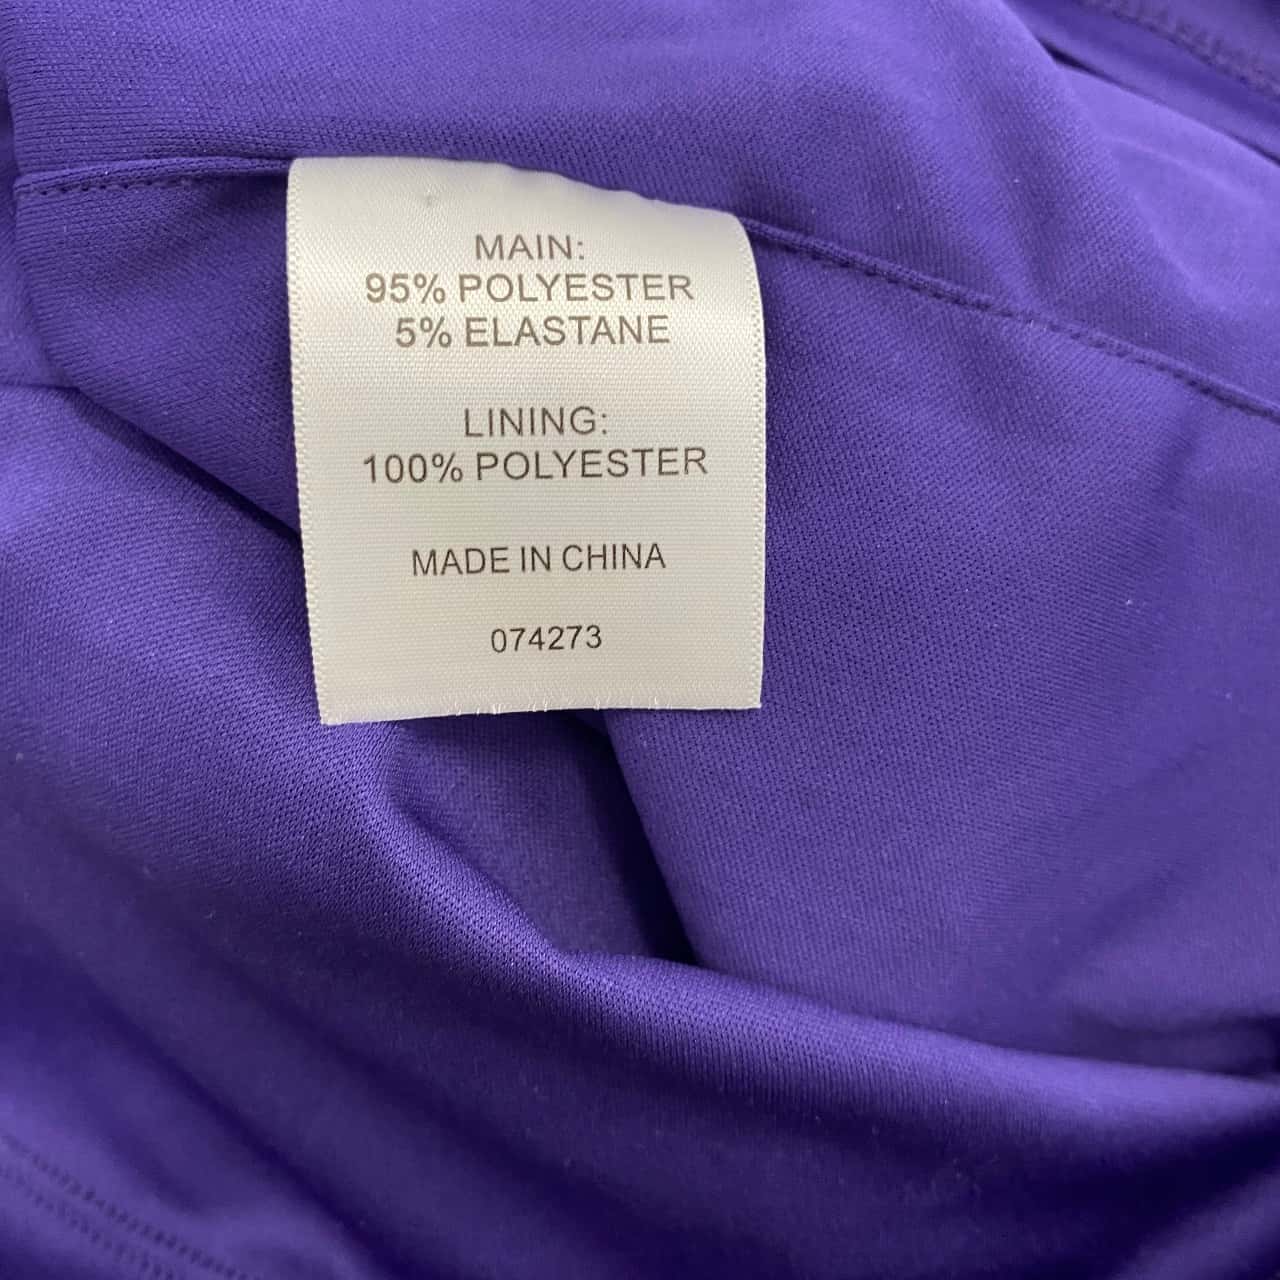 MAIN:
95% POLYESTER
5% ELASTANE
LINING:
100% POLYESTER
MADE IN CHINA
074273